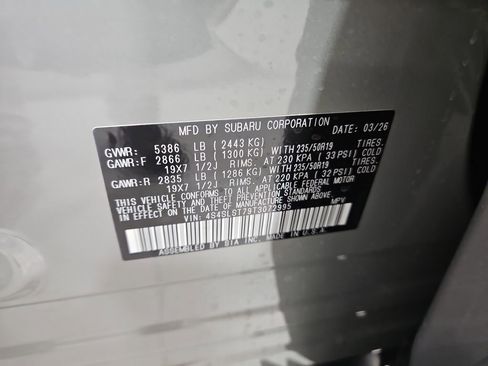 MFD BY SUBARU CORPORATION DATE: 03/26
GVWR: 5386 LB ( 2443 KG) TIRES.
GAWR:F 2866 LB ( 1300 KG) WITH 235/50R19
19X7 1/2J RIMS. AT 230 KPA ( 33 PSI) COLD
GAWR:R 2835 LB ( 1286 KG) WITH 235/50R19 TIRES.
19X7 1/2J RIMS. AT 220 KPA ( 32 PSI) COLD
THIS VEHICLE CONFORMS TO ALL APPLICABLE FEDERAL MOTOR
VEHICLE SAFETY AND THEFT PREVENTION STANDARDS IN
EFFECT ON THE DATE OF MANUFACTURE SHOWN ABOVE.
V.I.N: 4S4SLST79T3072995 MPV
ASSEMBLED BY SIA INC. MADE IN U.S.A.